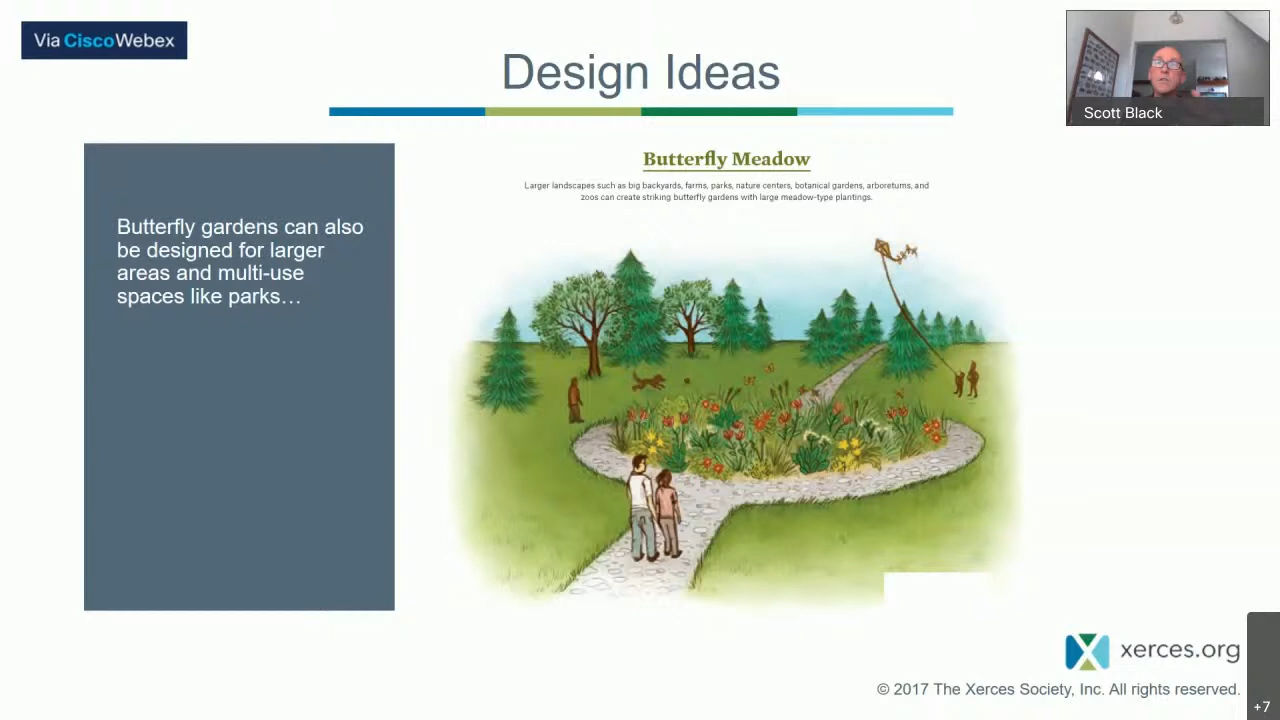 Via CiscoWebex
Design Ideas
Scott Black
Butterfly Meadow
Larger landscapes such as big backyards, farms, parks, nature centers, botanical gardens, arboretums, and
zoos can create striking butterfly gardens with large meadow-type plantings.
Butterfly gardens can also
be designed for larger
areas and multi-use
spaces like parks…
xerces.org
© 2017 The Xerces Society, Inc. All rights reserved.
+7